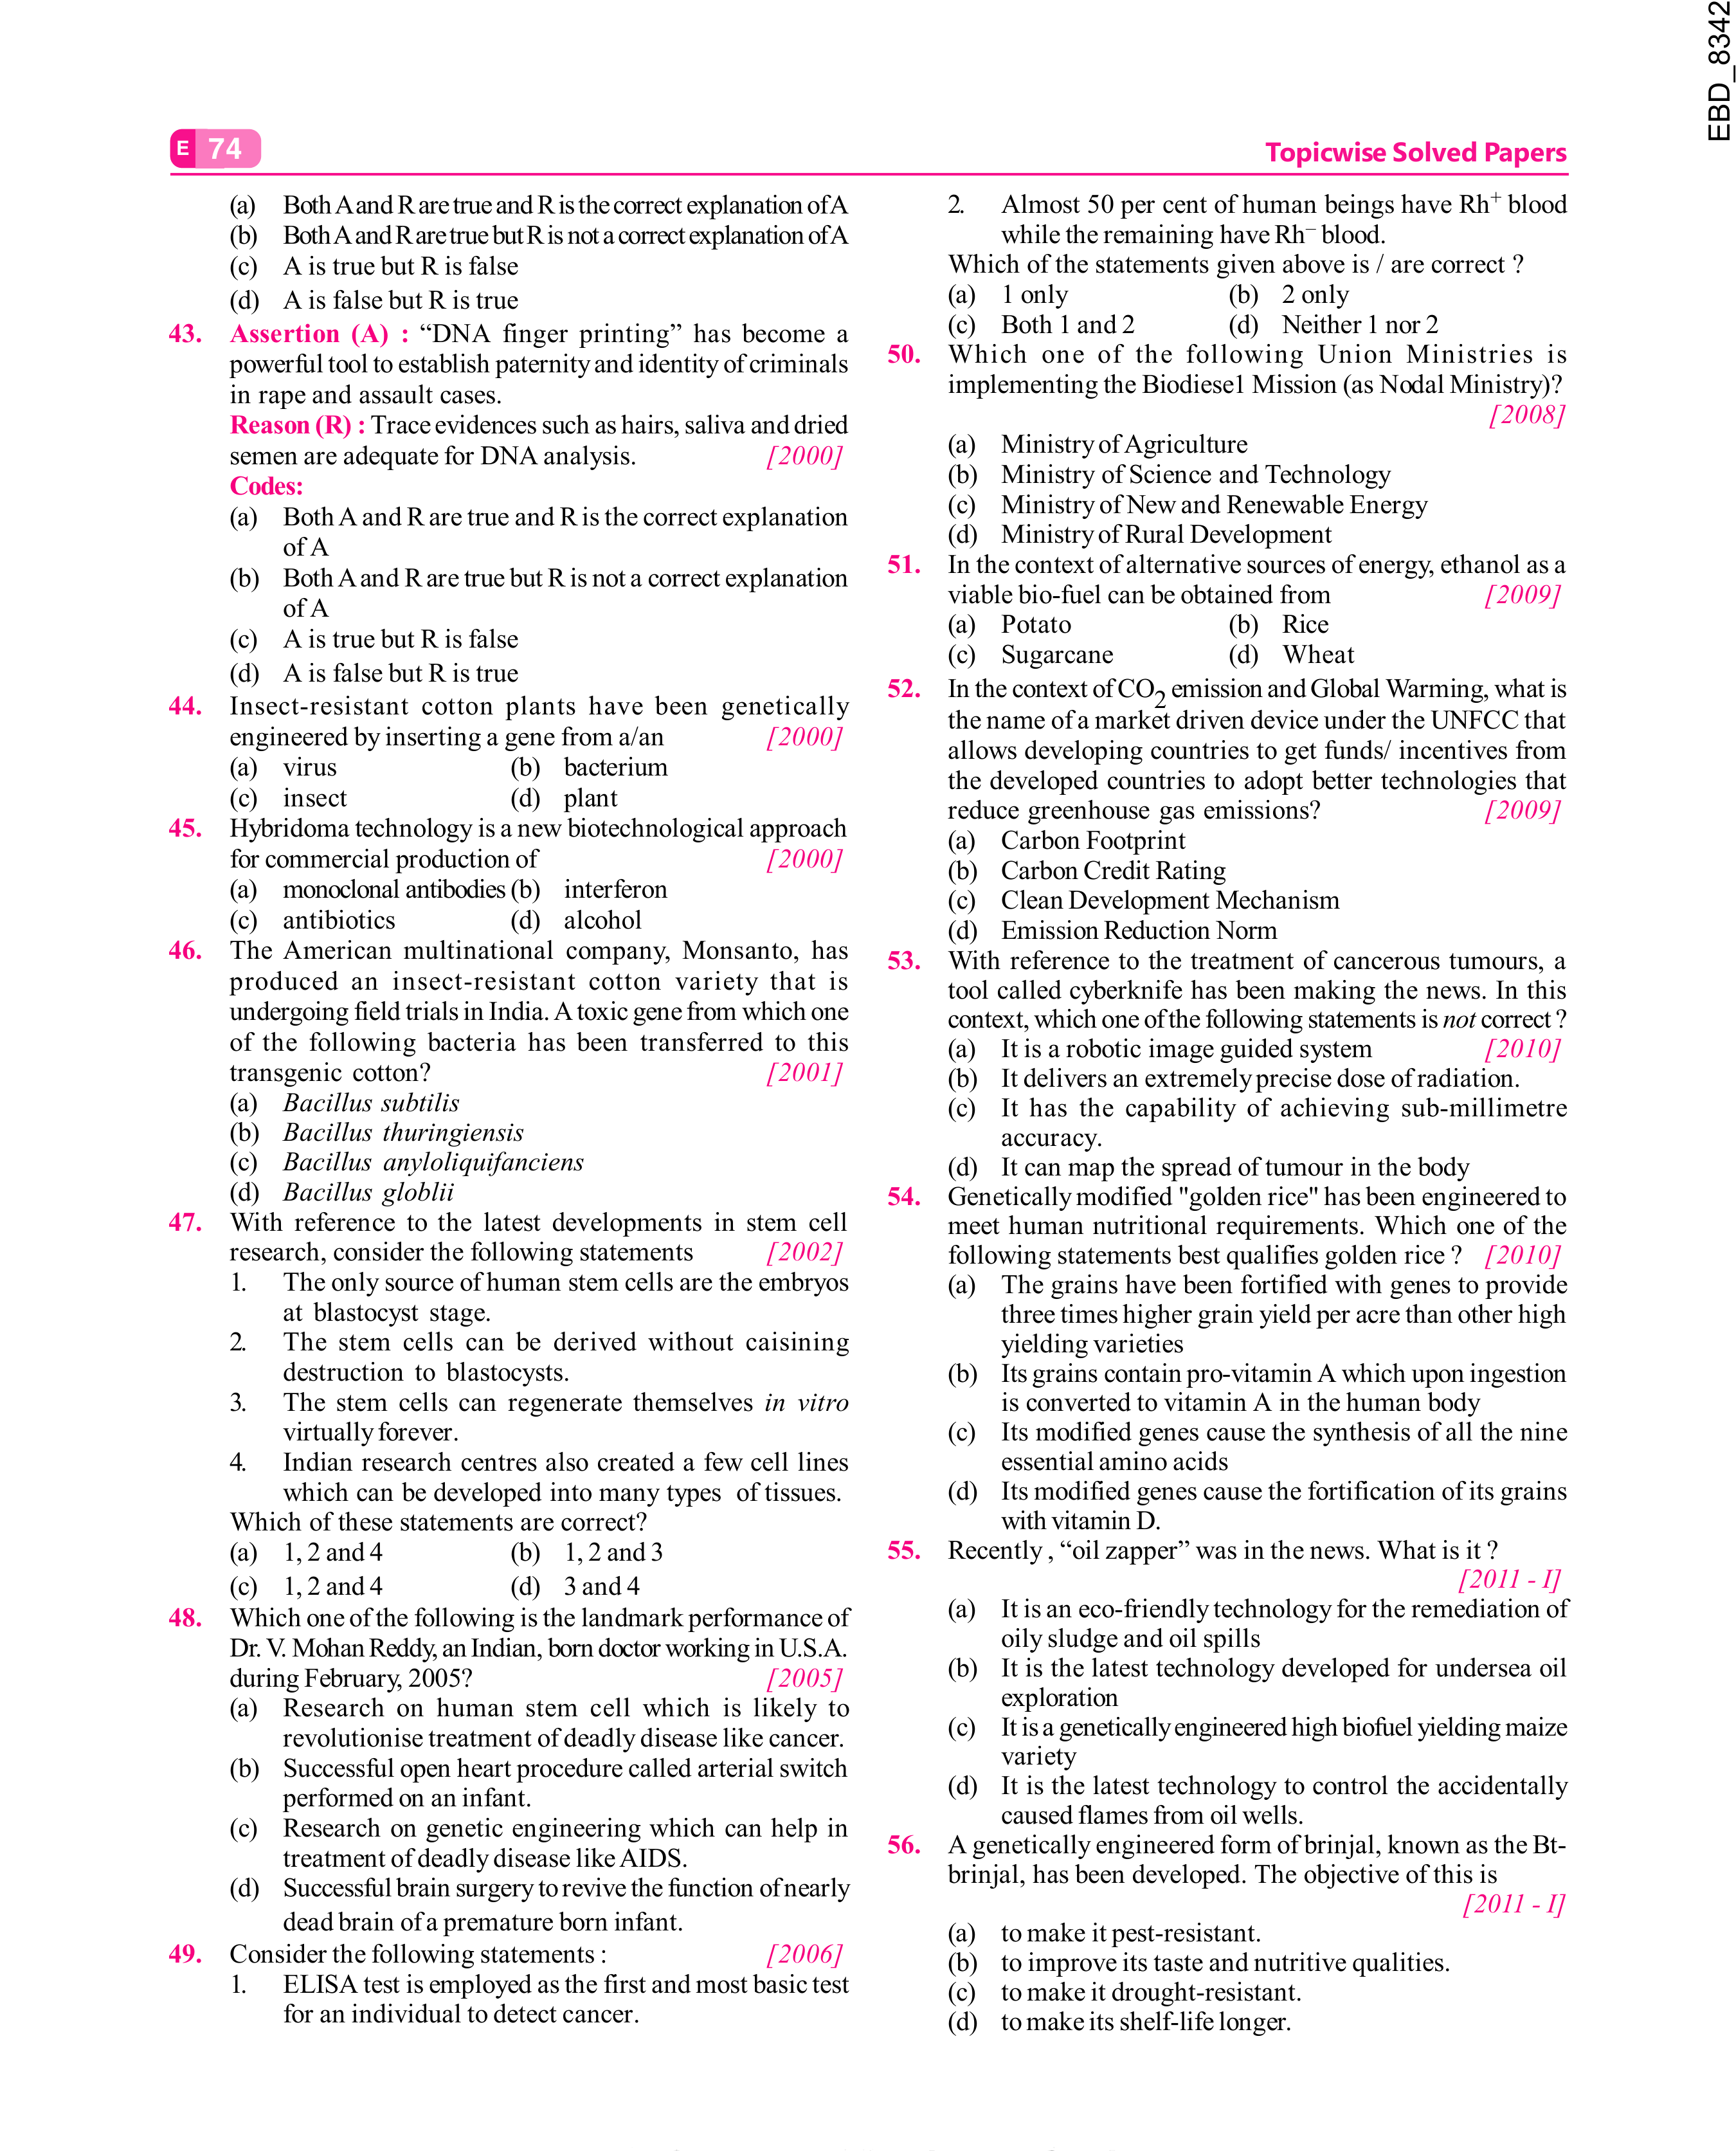 EBD_8342
E 74
Topicwise Solved Papers
(a) Both A and R are true and R is the correct explanation of A
(b) Both A and R are true but R is not a correct explanation of A
(c) A is true but R is false
(d) A is false but R is true
43. Assertion (A) : “DNA finger printing” has become a
powerful tool to establish paternity and identity of criminals
in rape and assault cases.
Reason (R) : Trace evidences such as hairs, saliva and dried
semen are adequate for DNA analysis. [2000]
Codes:
(a) Both A and R are true and R is the correct explanation
of A
(b) Both A and R are true but R is not a correct explanation
of A
(c) A is true but R is false
(d) A is false but R is true
44. Insect-resistant cotton plants have been genetically
engineered by inserting a gene from a/an [2000]
(a) virus (b) bacterium
(c) insect (d) plant
45. Hybridoma technology is a new biotechnological approach
for commercial production of [2000]
(a) monoclonal antibodies (b) interferon
(c) antibiotics (d) alcohol
46. The American multinational company, Monsanto, has
produced an insect-resistant cotton variety that is
undergoing field trials in India. A toxic gene from which one
of the following bacteria has been transferred to this
transgenic cotton? [2001]
(a) Bacillus subtilis
(b) Bacillus thuringiensis
(c) Bacillus anyloliquifanciens
(d) Bacillus globlii
47. With reference to the latest developments in stem cell
research, consider the following statements [2002]
1. The only source of human stem cells are the embryos
at blastocyst stage.
2. The stem cells can be derived without caisining
destruction to blastocysts.
3. The stem cells can regenerate themselves in vitro
virtually forever.
4. Indian research centres also created a few cell lines
which can be developed into many types of tissues.
Which of these statements are correct?
(a) 1, 2 and 4 (b) 1, 2 and 3
(c) 1, 2 and 4 (d) 3 and 4
48. Which one of the following is the landmark performance of
Dr. V. Mohan Reddy, an Indian, born doctor working in U.S.A.
during February, 2005? [2005]
(a) Research on human stem cell which is likely to
revolutionise treatment of deadly disease like cancer.
(b) Successful open heart procedure called arterial switch
performed on an infant.
(c) Research on genetic engineering which can help in
treatment of deadly disease like AIDS.
(d) Successful brain surgery to revive the function of nearly
dead brain of a premature born infant.
49. Consider the following statements : [2006]
1. ELISA test is employed as the first and most basic test
for an individual to detect cancer.
2. Almost 50 per cent of human beings have Rh⁺ blood
while the remaining have Rh⁻ blood.
Which of the statements given above is / are correct ?
(a) 1 only (b) 2 only
(c) Both 1 and 2 (d) Neither 1 nor 2
50. Which one of the following Union Ministries is
implementing the Biodiese1 Mission (as Nodal Ministry)?
[2008]
(a) Ministry of Agriculture
(b) Ministry of Science and Technology
(c) Ministry of New and Renewable Energy
(d) Ministry of Rural Development
51. In the context of alternative sources of energy, ethanol as a
viable bio-fuel can be obtained from [2009]
(a) Potato (b) Rice
(c) Sugarcane (d) Wheat
52. In the context of CO₂ emission and Global Warming, what is
the name of a market driven device under the UNFCC that
allows developing countries to get funds/ incentives from
the developed countries to adopt better technologies that
reduce greenhouse gas emissions? [2009]
(a) Carbon Footprint
(b) Carbon Credit Rating
(c) Clean Development Mechanism
(d) Emission Reduction Norm
53. With reference to the treatment of cancerous tumours, a
tool called cyberknife has been making the news. In this
context, which one of the following statements is not correct ?
(a) It is a robotic image guided system [2010]
(b) It delivers an extremely precise dose of radiation.
(c) It has the capability of achieving sub-millimetre
accuracy.
(d) It can map the spread of tumour in the body
54. Genetically modified "golden rice" has been engineered to
meet human nutritional requirements. Which one of the
following statements best qualifies golden rice ? [2010]
(a) The grains have been fortified with genes to provide
three times higher grain yield per acre than other high
yielding varieties
(b) Its grains contain pro-vitamin A which upon ingestion
is converted to vitamin A in the human body
(c) Its modified genes cause the synthesis of all the nine
essential amino acids
(d) Its modified genes cause the fortification of its grains
with vitamin D.
55. Recently , “oil zapper” was in the news. What is it ?
[2011 - I]
(a) It is an eco-friendly technology for the remediation of
oily sludge and oil spills
(b) It is the latest technology developed for undersea oil
exploration
(c) It is a genetically engineered high biofuel yielding maize
variety
(d) It is the latest technology to control the accidentally
caused flames from oil wells.
56. A genetically engineered form of brinjal, known as the Bt-
brinjal, has been developed. The objective of this is
[2011 - I]
(a) to make it pest-resistant.
(b) to improve its taste and nutritive qualities.
(c) to make it drought-resistant.
(d) to make its shelf-life longer.